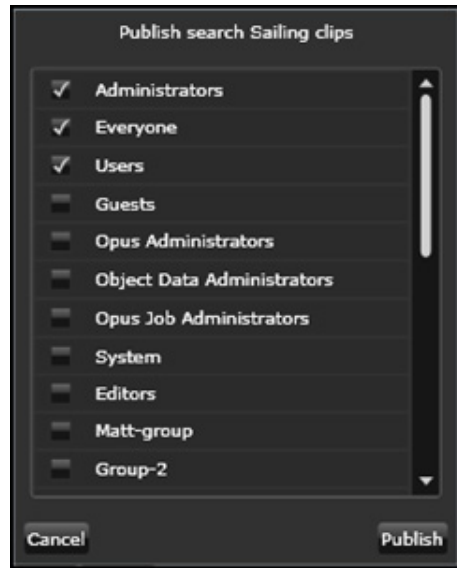 Publish search Sailing clips
Administrators
Everyone
Users
Guests
Opus Administrators
Object Data Administrators
Opus Job Administrators
System
Editors
Matt-group
Group-2
Cancel Publish